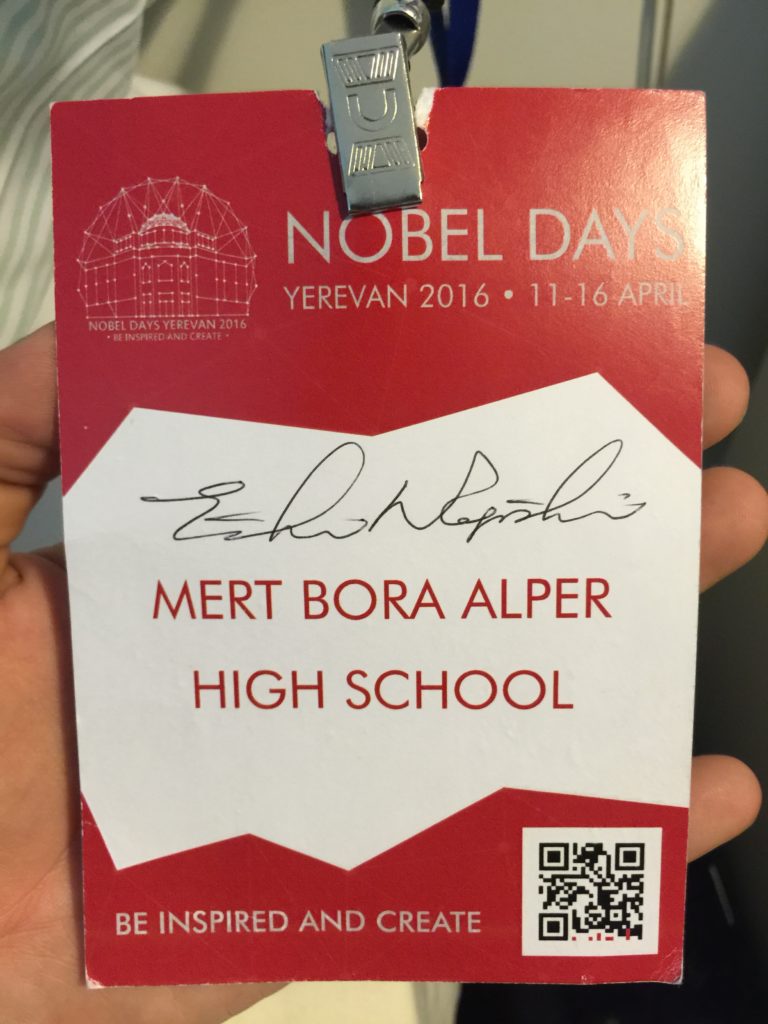 NOBEL DAYS YEREVAN 2016
• BE INSPIRED AND CREATE •
NOBEL DAYS
YEREVAN 2016 • 11-16 APRIL
MERT BORA ALPER
HIGH SCHOOL
BE INSPIRED AND CREATE